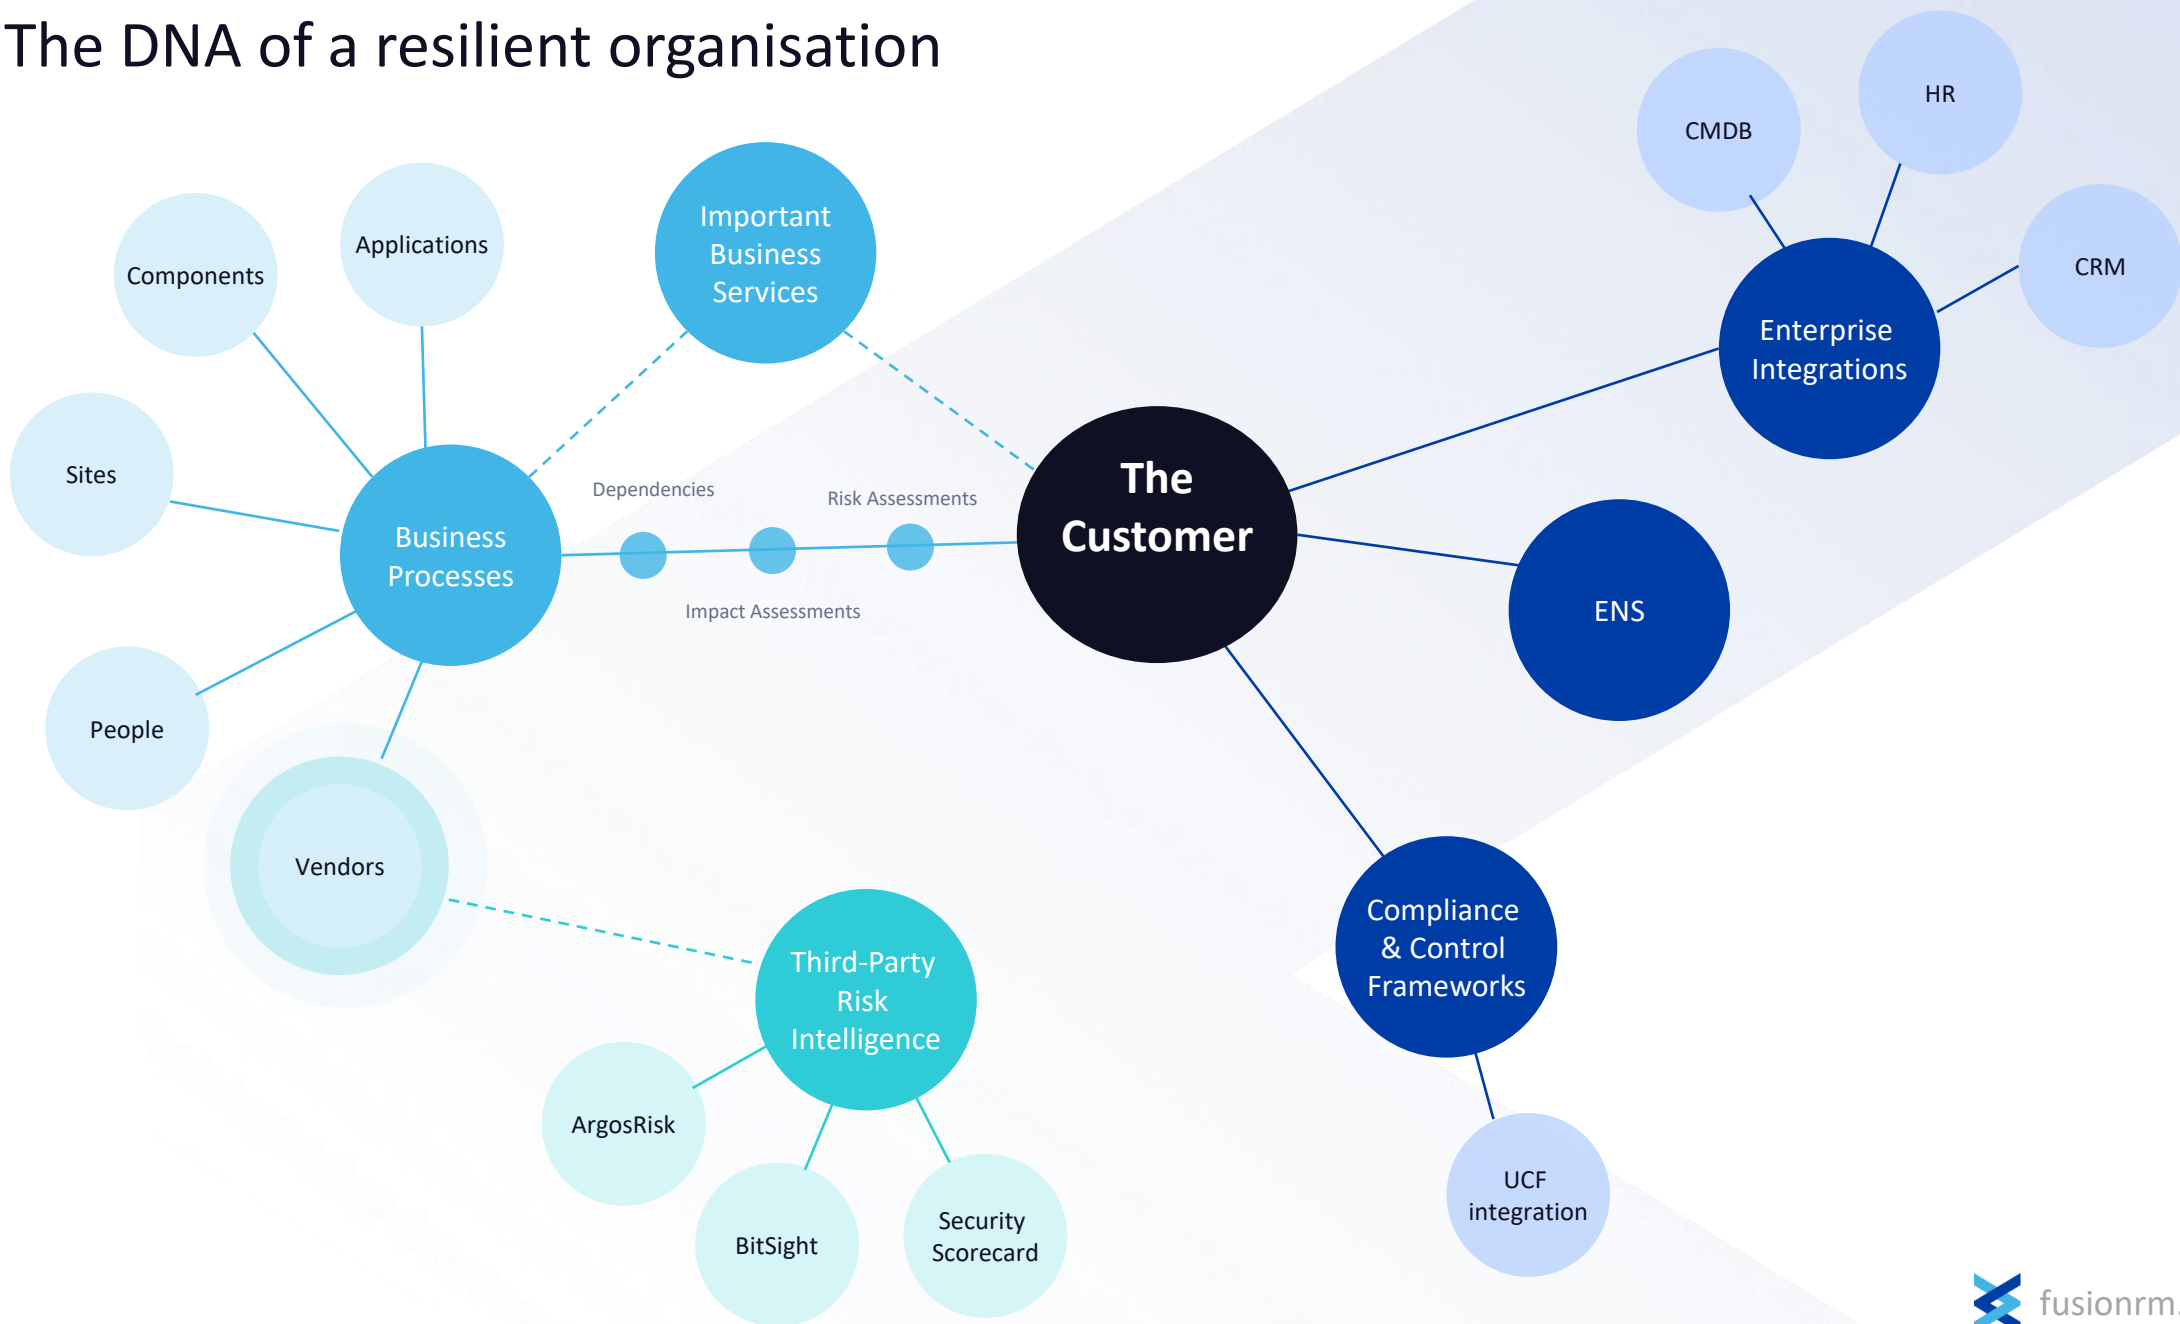 The DNA of a resilient organisation
HR
CMDB
CRM
Important
Business
Services
Applications
Components
Enterprise
Integrations
Sites
The
Customer
Dependencies
Risk Assessments
Business
Processes
Impact Assessments
ENS
People
Vendors
Compliance
& Control
Frameworks
Third-Party
Risk
Intelligence
ArgosRisk
BitSight
Security
Scorecard
UCF
integration
fusionrm.